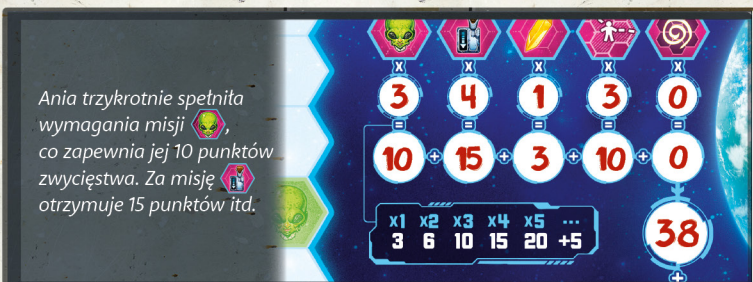 Ania trzykrotnie spełniła
wymagania misji ,
co zapewnia jej 10 punktów
zwycięstwa. Za misję
otrzymuje 15 punktów itd.
x x x x x
3 4 1 3 0
= = = = =
10 + 15 + 3 + 10 + 0
+
38
+
x1 x2 x3 x4 x5 ...
3 6 10 15 20 +5